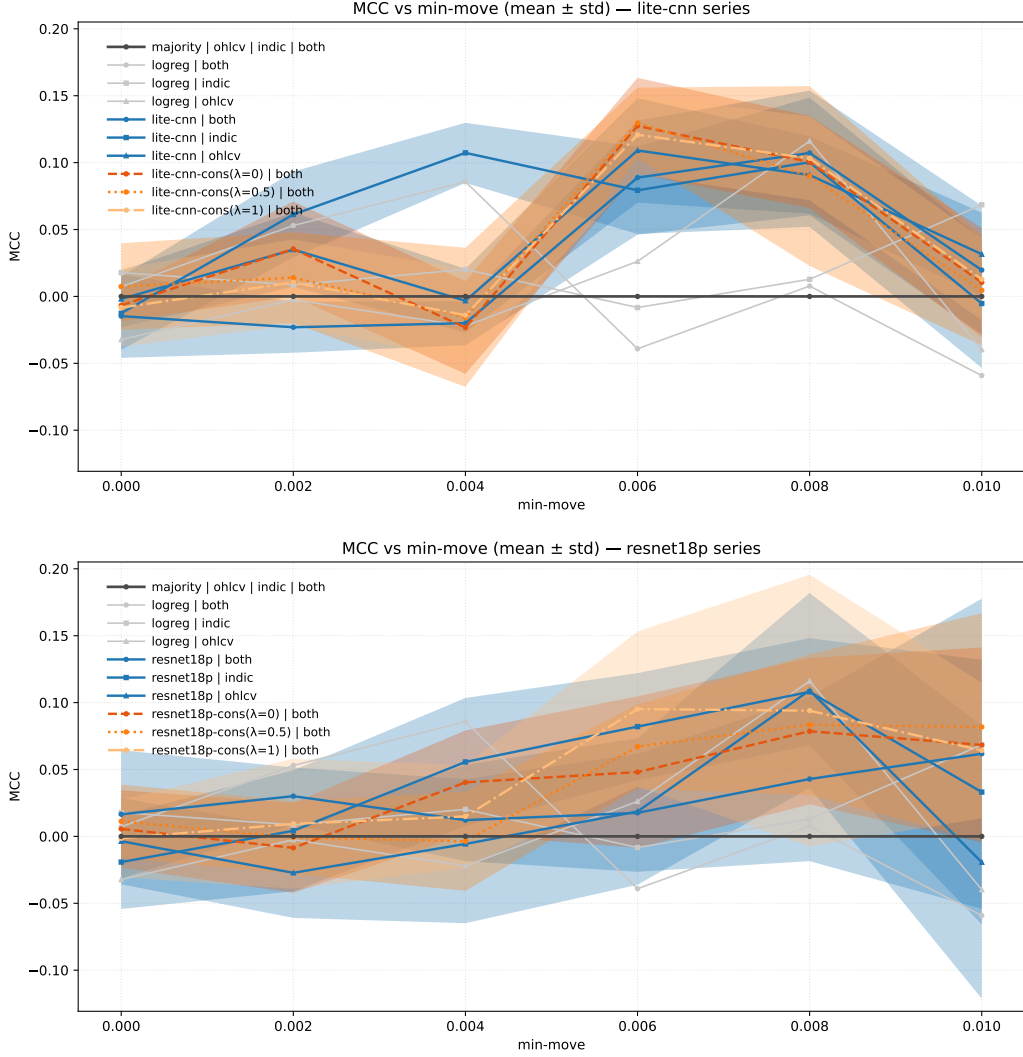 MCC vs min-move (mean ± std) — lite-cnn series
0.20
0.15
0.10
0.05
0.00
−0.05
−0.10
MCC
majority | ohlcv | indic | both
logreg | both
logreg | indic
logreg | ohlcv
lite-cnn | both
lite-cnn | indic
lite-cnn | ohlcv
lite-cnn-cons(λ=0) | both
lite-cnn-cons(λ=0.5) | both
lite-cnn-cons(λ=1) | both
0.000 0.002 0.004 0.006 0.008 0.010
min-move
MCC vs min-move (mean ± std) — resnet18p series
0.20
0.15
0.10
0.05
0.00
−0.05
−0.10
MCC
majority | ohlcv | indic | both
logreg | both
logreg | indic
logreg | ohlcv
resnet18p | both
resnet18p | indic
resnet18p | ohlcv
resnet18p-cons(λ=0) | both
resnet18p-cons(λ=0.5) | both
resnet18p-cons(λ=1) | both
0.000 0.002 0.004 0.006 0.008 0.010
min-move